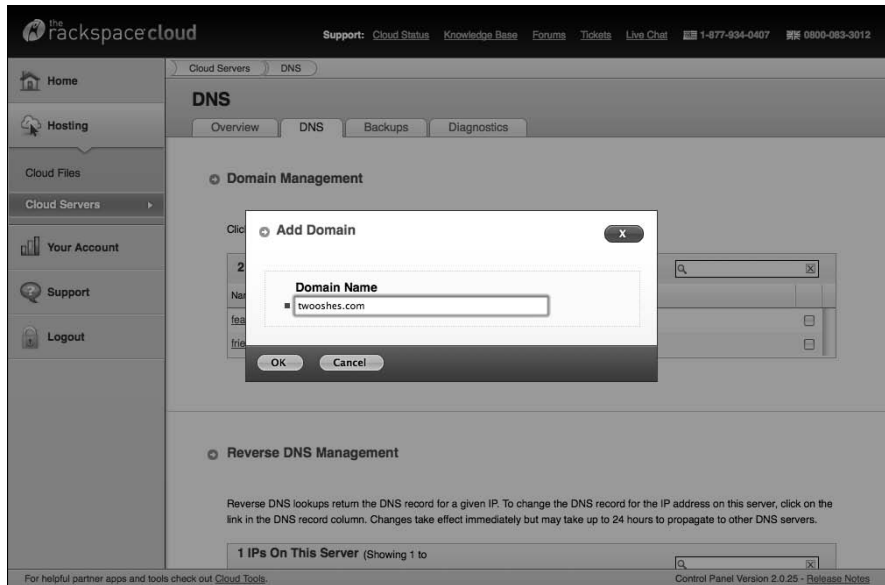 the rackspacecloud
Support: Cloud Status Knowledge Base Forums Tickets Live Chat 1-877-934-0407 0800-083-3012
Home
Hosting
Cloud Files
Cloud Servers
Your Account
Support
Logout
Cloud Servers DNS
DNS
Overview DNS Backups Diagnostics
Domain Management
Clic
2
Nar
fea
frie
Add Domain
X
Domain Name
twooshes.com
OK Cancel
Reverse DNS Management
Reverse DNS lookups return the DNS record for a given IP. To change the DNS record for the IP address on this server, click on the
link in the DNS record column. Changes take effect immediately but may take up to 24 hours to propagate to other DNS servers.
1 IPs On This Server (Showing 1 to
For helpful partner apps and tools check out Cloud Tools.
Control Panel Version 2.0.25 - Release Notes